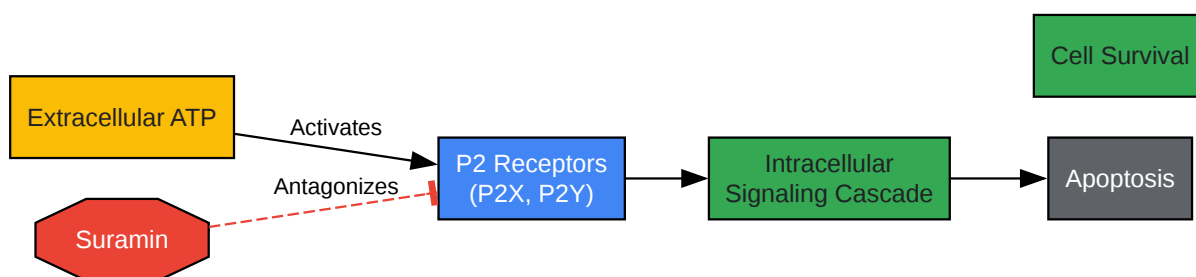 Cell Survival
Extracellular ATP
Activates
P2 Receptors
(P2X, P2Y)
Intracellular
Signaling Cascade
Apoptosis
Antagonizes
Suramin